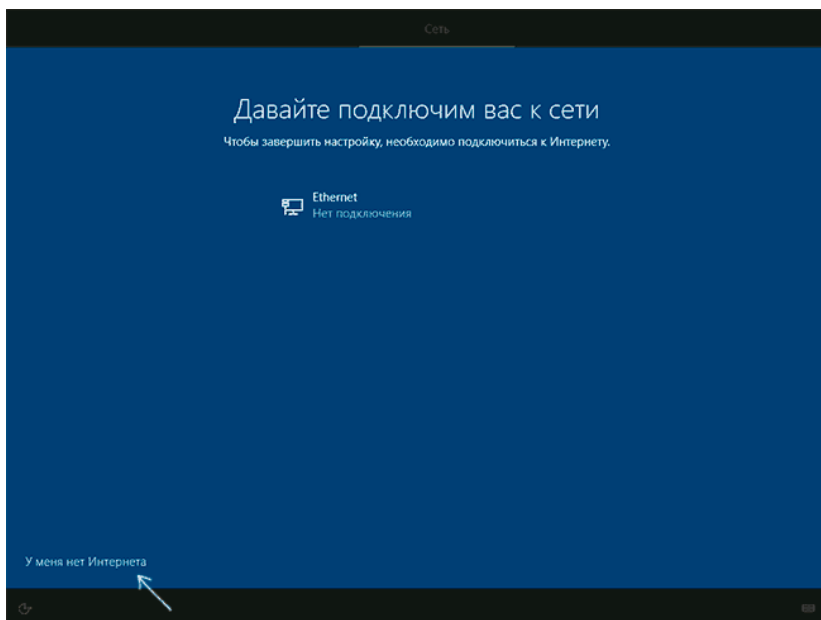 Сеть
Давайте подключим вас к сети
Чтобы завершить настройку, необходимо подключиться к Интернету.
Ethernet
Нет подключения
У меня нет Интернета